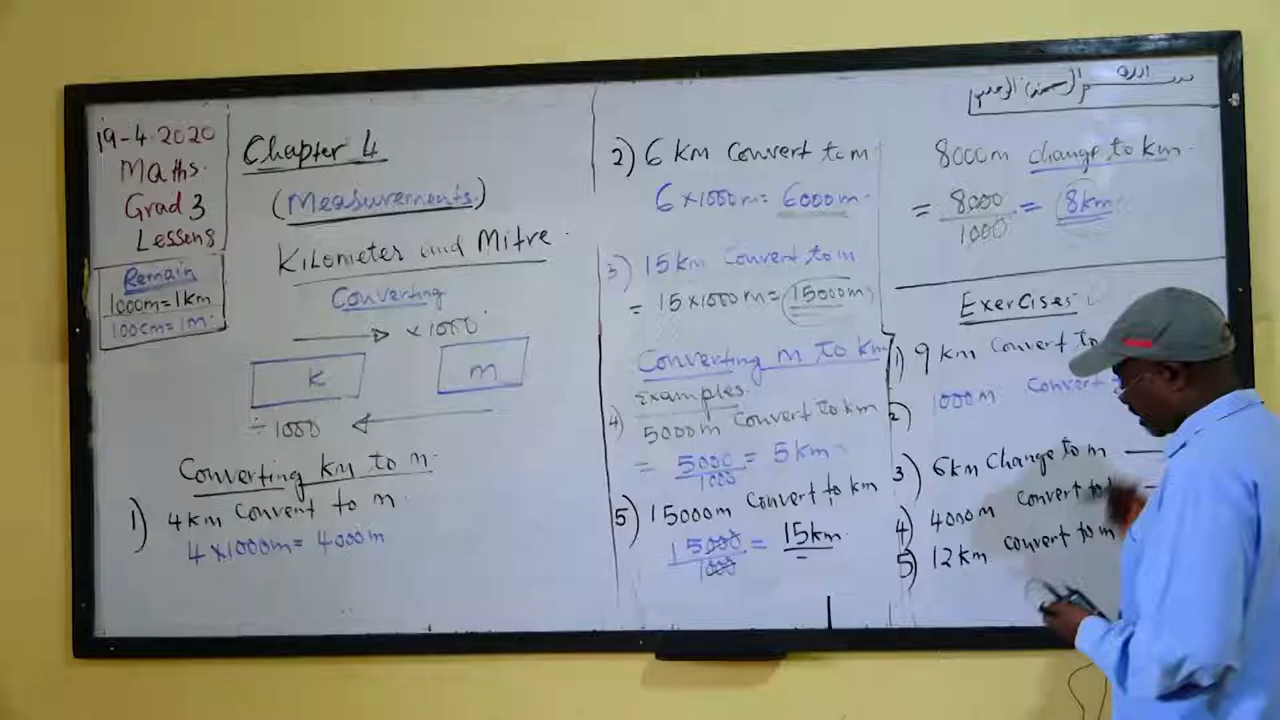 19-4-2020
Maths.
Grad 3
Lessen 8
Remain
1000m=1km
100cm=1m
Chapter 4
(Measurements)
Kilometer and Mitre
Converting
→ ×1000
K
m
÷1000 ←
Converting km to m
1) 4km convert to m
4×1000m= 4000m
2) 6 km convert to m
6×1000m= 6000m
3) 15km convert to m
= 15×1000m= 15000m
Converting m to km
Examples
4) 5000m convert to km
= 5000/1000 = 5km
5) 15000m convert to km
15000/1000 = 15km
8000m change to km
= 8000/1000 = 8km
Exercises
1) 9 km convert to
2) 1000m convert
3) 6km Change to m
4) 4000m convert to
5) 12km convert to m